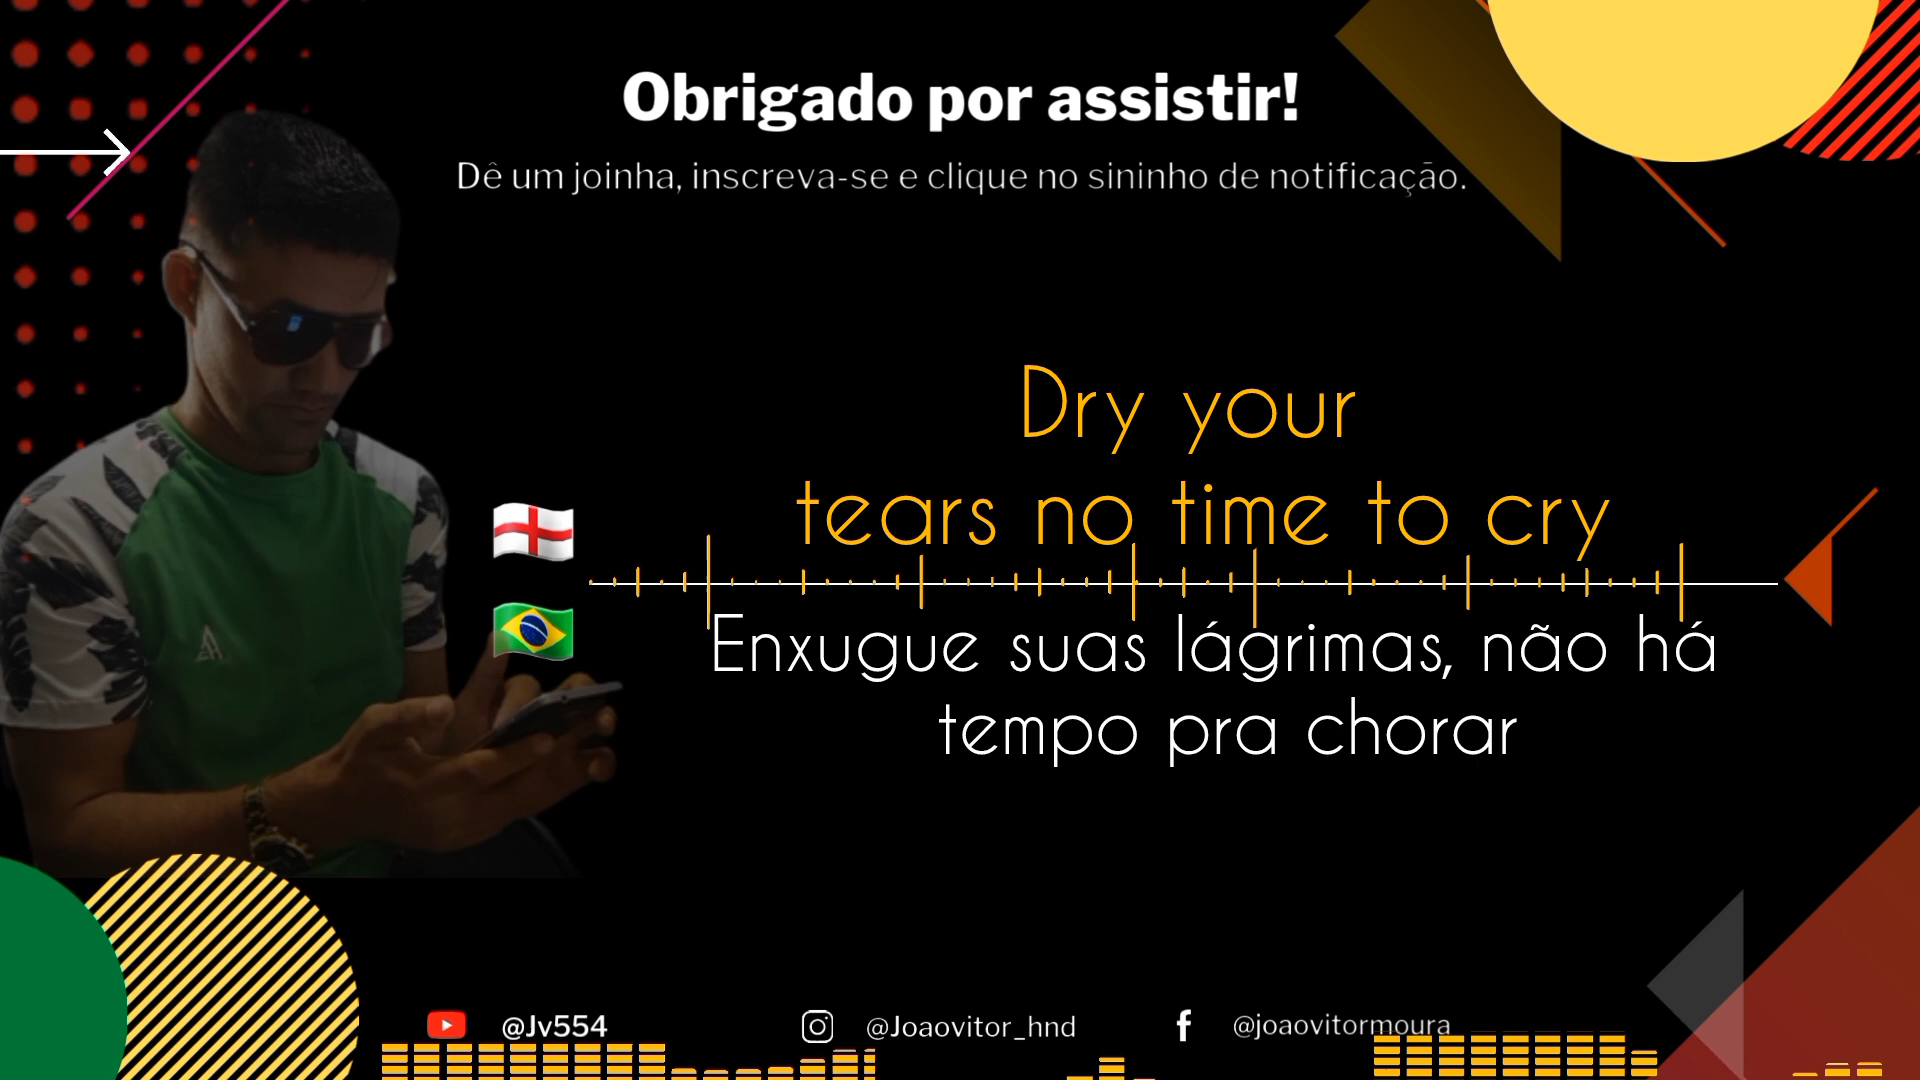 Obrigado por assistir!
Dê um joinha, inscreva-se e clique no sininho de notificação.
Dry your
tears no time to cry
Enxugue suas lágrimas, não há
tempo pra chorar
@Jv554
@Joaovitor_hnd
@joaovitormoura